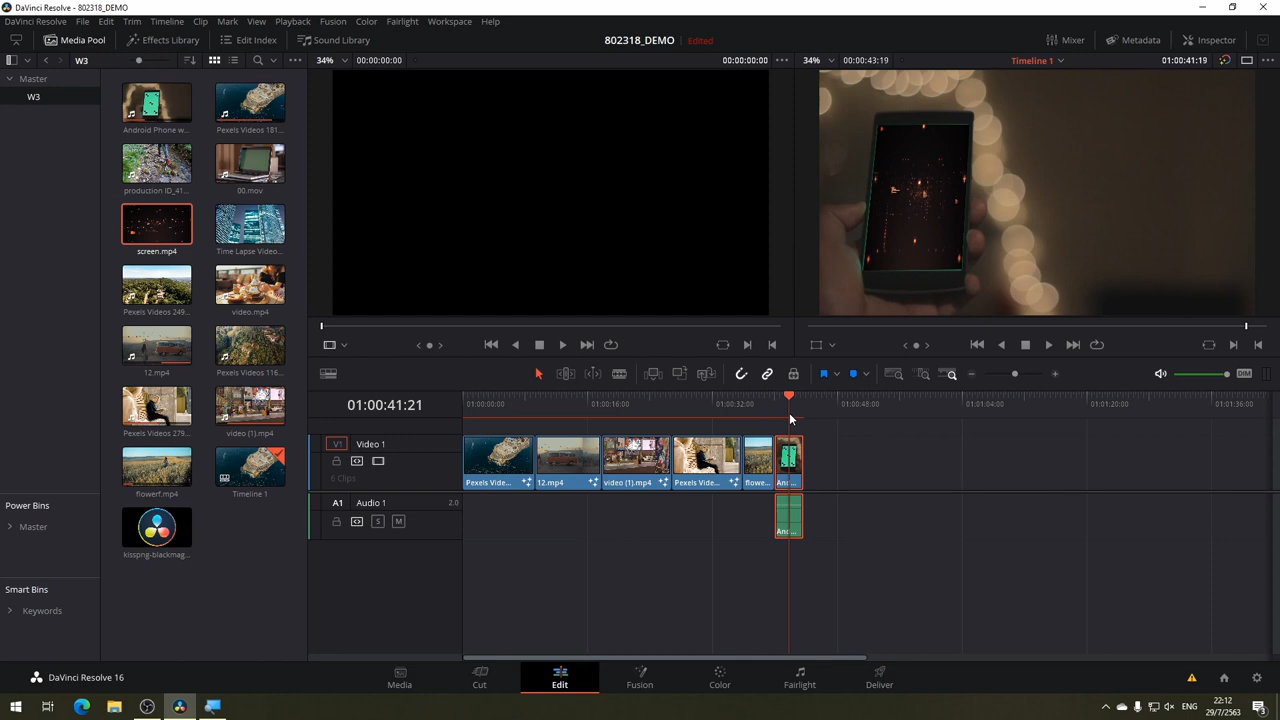 DaVinci Resolve - 802318_DEMO
DaVinci Resolve File Edit Trim Timeline Clip Mark View Playback Fusion Color Fairlight Workspace Help
Media Pool Effects Library Edit Index Sound Library 802318_DEMO Edited Mixer Metadata Inspector
W3 34% 00:00:00:00 00:00:00:00 34% 00:00:43:19 Timeline 1 01:00:41:19
Master
W3
Android Phone w... Pexels Videos 181...
production ID_41... 00.mov
screen.mp4 Time Lapse Video...
Pexels Videos 249... video.mp4
12.mp4 Pexels Videos 116...
Pexels Videos 279... video (1).mp4
flowerf.mp4 Timeline 1
kisspng-blackmag...
Power Bins
Master
Smart Bins
Keywords
DIM
01:00:41:21 01:00:00:00 01:00:16:00 01:00:32:00 01:00:48:00 01:01:04:00 01:01:20:00 01:01:36:00
V1 Video 1
6 Clips
Pexels Vide... 12.mp4 video (1).mp4 Pexels Vide... flowe... And...
A1 Audio 1 2.0
S M
And...
DaVinci Resolve 16 Media Cut Edit Fusion Color Fairlight Deliver
ENG 22:12
29/7/2563
3